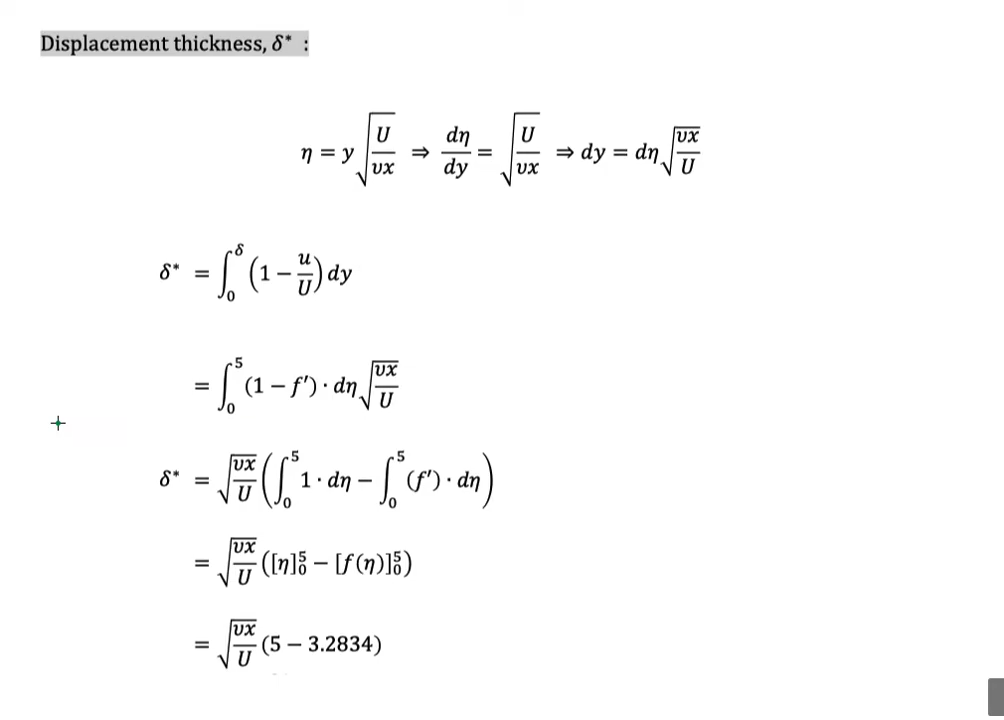 Displacement thickness, δ* :
η = y √(U/υx) ⇒ dη/dy = √(U/υx) ⇒ dy = dη √(υx/U)
δ* = ∫₀^δ (1 − u/U) dy
= ∫₀^5 (1 − f′) · dη √(υx/U)
δ* = √(υx/U) (∫₀^5 1 · dη − ∫₀^5 (f′) · dη)
= √(υx/U) ([η]₀^5 − [f(η)]₀^5)
= √(υx/U) (5 − 3.2834)